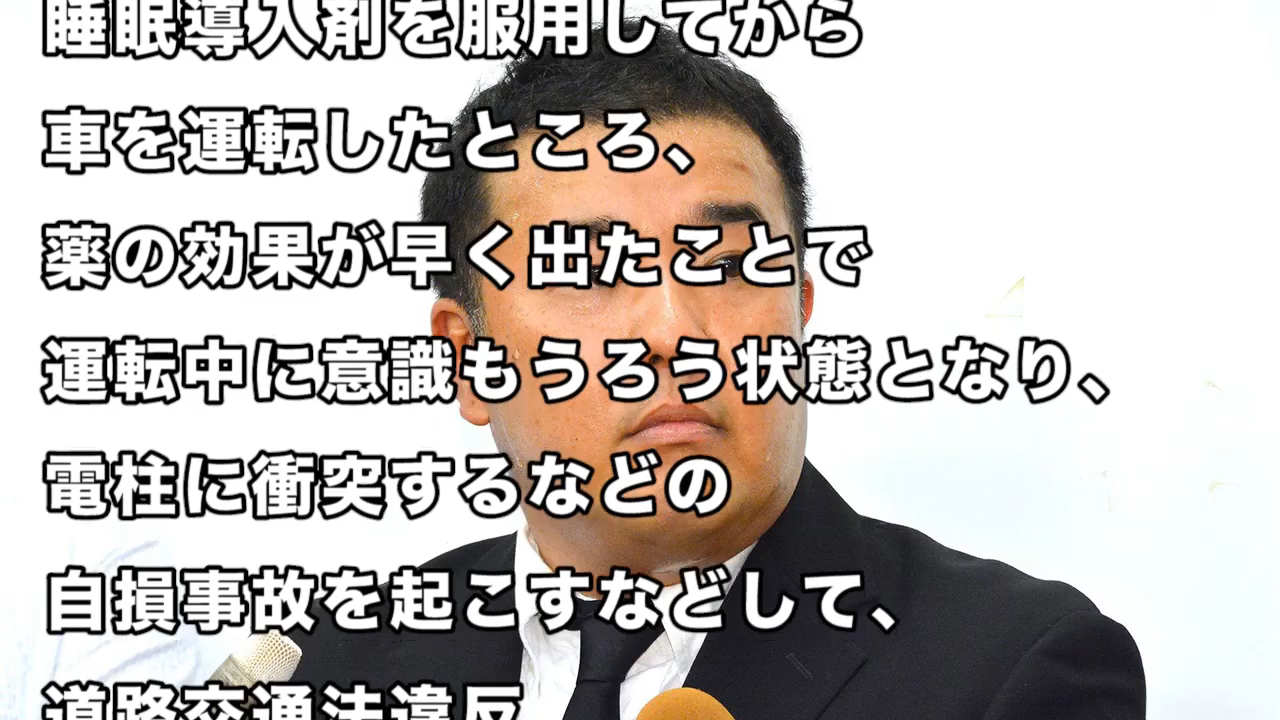 睡眠導入剤を服用してから
車を運転したところ、
薬の効果が早く出たことで
運転中に意識もうろう状態となり、
電柱に衝突するなどの
自損事故を起こすなどして、
道路交通法違反